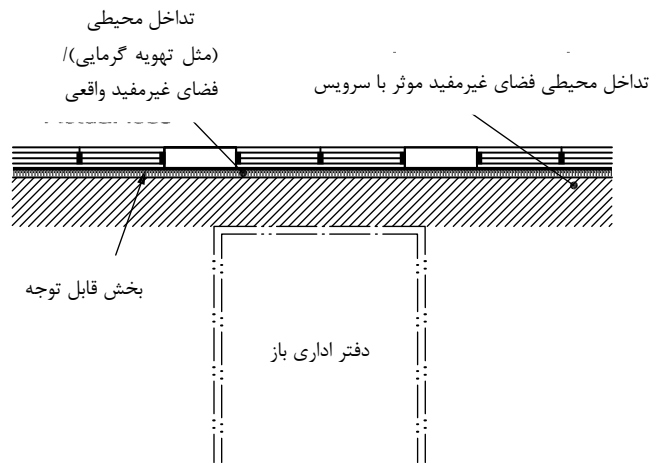 تداخل محیطی
(مثل تهویه گرمایی)/
فضای غیرمفید واقعی
تداخل محیطی فضای غیرمفید موثر با سرویس
بخش قابل توجه
دفتر اداری باز